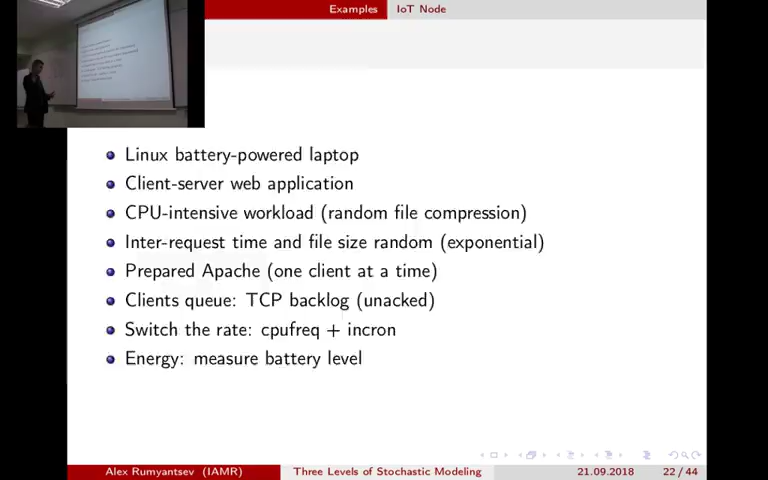 Examples IoT Node
Linux battery-powered laptop
Client-server web application
CPU-intensive workload (random file compression)
Inter-request time and file size random (exponential)
Prepared Apache (one client at a time)
Clients queue: TCP backlog (unacked)
Switch the rate: cpufreq + incron
Energy: measure battery level
Alex Rumyantsev (IAMR) Three Levels of Stochastic Modeling 21.09.2018 22 / 44